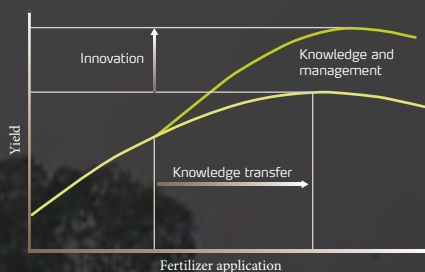 Innovation
Knowledge and
management
Knowledge transfer
Yield
Fertilizer application